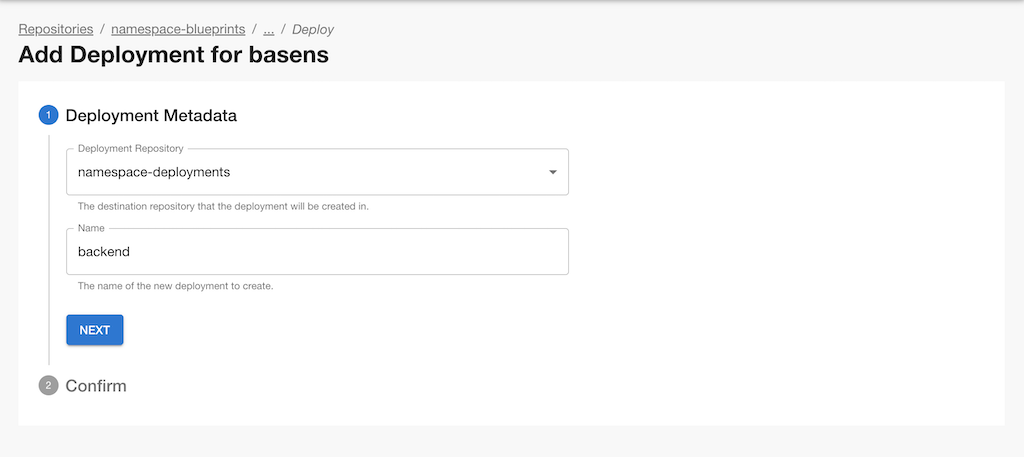 Repositories / namespace-blueprints / ... / Deploy
Add Deployment for basens
1 Deployment Metadata
Deployment Repository
namespace-deployments
The destination repository that the deployment will be created in.
Name
backend
The name of the new deployment to create.
NEXT
2 Confirm